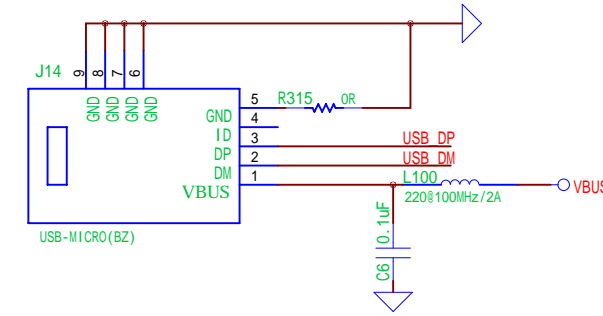 J14
9
8
7
6
GND
GND
GND
GND
5
R315
0R
GND
4
ID
3
USB_DP
DP
2
USB_DM
DM
1
L100
VBUS
VBUS
220@100MHz/2A
0.1uF
C6
USB-MICRO(BZ)